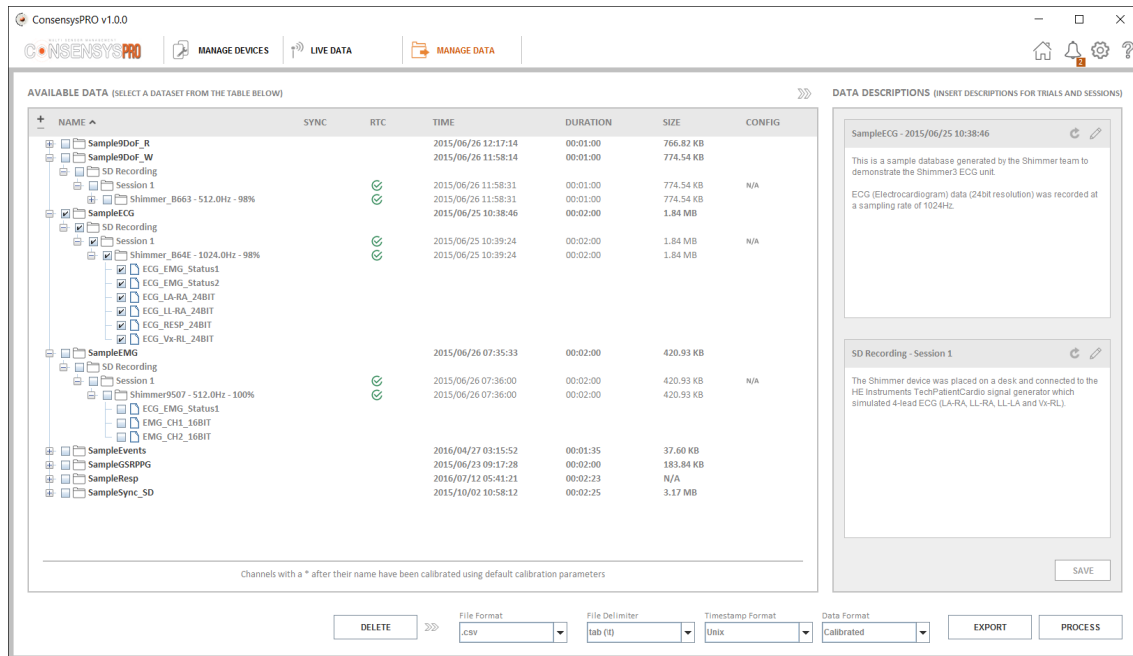 ConsensysPRO v1.0.0
MULTI SENSOR MANAGEMENT
CONSENSYSPRO
MANAGE DEVICES
LIVE DATA
MANAGE DATA
2
AVAILABLE DATA (SELECT A DATASET FROM THE TABLE BELOW)
NAME SYNC RTC TIME DURATION SIZE CONFIG
Sample9DoF_R 2015/06/26 12:17:14 00:01:00 766.82 KB
Sample9DoF_W 2015/06/26 11:58:14 00:01:00 774.54 KB
SD Recording
Session 1 2015/06/26 11:58:31 00:01:00 774.54 KB N/A
Shimmer_B663 - 512.0Hz - 98% 2015/06/26 11:58:31 00:01:00 774.54 KB
SampleECG 2015/06/25 10:38:46 00:02:00 1.84 MB
SD Recording
Session 1 2015/06/25 10:39:24 00:02:00 1.84 MB N/A
Shimmer_B64E - 1024.0Hz - 98% 2015/06/25 10:39:24 00:02:00 1.84 MB
ECG_EMG_Status1
ECG_EMG_Status2
ECG_LA-RA_24BIT
ECG_LL-RA_24BIT
ECG_RESP_24BIT
ECG_Vx-RL_24BIT
SampleEMG 2015/06/26 07:35:33 00:02:00 420.93 KB
SD Recording
Session 1 2015/06/26 07:36:00 00:02:00 420.93 KB N/A
Shimmer9507 - 512.0Hz - 100% 2015/06/26 07:36:00 00:02:00 420.93 KB
ECG_EMG_Status1
EMG_CH1_16BIT
EMG_CH2_16BIT
SampleEvents 2016/04/27 03:15:52 00:01:35 37.60 KB
SampleGSRPPG 2015/06/23 09:17:28 00:02:00 183.84 KB
SampleResp 2016/07/12 05:41:21 00:02:23 N/A
SampleSync_SD 2015/10/02 10:58:12 00:02:25 3.17 MB
Channels with a * after their name have been calibrated using default calibration parameters
DATA DESCRIPTIONS (INSERT DESCRIPTIONS FOR TRIALS AND SESSIONS)
SampleECG - 2015/06/25 10:38:46
This is a sample database generated by the Shimmer team to
demonstrate the Shimmer3 ECG unit.
ECG (Electrocardiogram) data (24bit resolution) was recorded at
a sampling rate of 1024Hz.
SD Recording - Session 1
The Shimmer device was placed on a desk and connected to the
HE Instruments TechPatientCardio signal generator which
simulated 4-lead ECG (LA-RA, LL-RA, LL-LA and Vx-RL).
SAVE
DELETE
File Format
.csv
File Delimiter
tab (\t)
Timestamp Format
Unix
Data Format
Calibrated
EXPORT
PROCESS